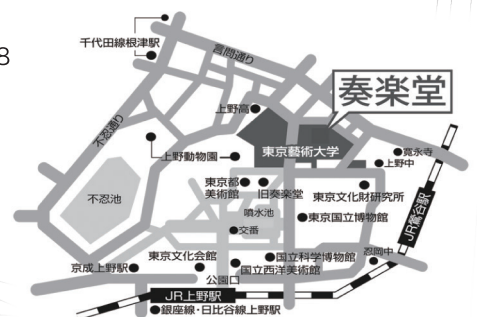 8
千代田線根津駅
言問通り
奏楽堂
上野高
不忍通り
東京藝術大学
寛永寺
上野中
上野動物園
東京都
美術館
旧奏楽堂
東京文化財研究所
不忍池
噴水池
東京国立博物館
JR鶯谷駅
交番
忍岡中
東京文化会館
国立科学博物館
京成上野駅
国立西洋美術館
公園口
JR上野駅
銀座線・日比谷線上野駅